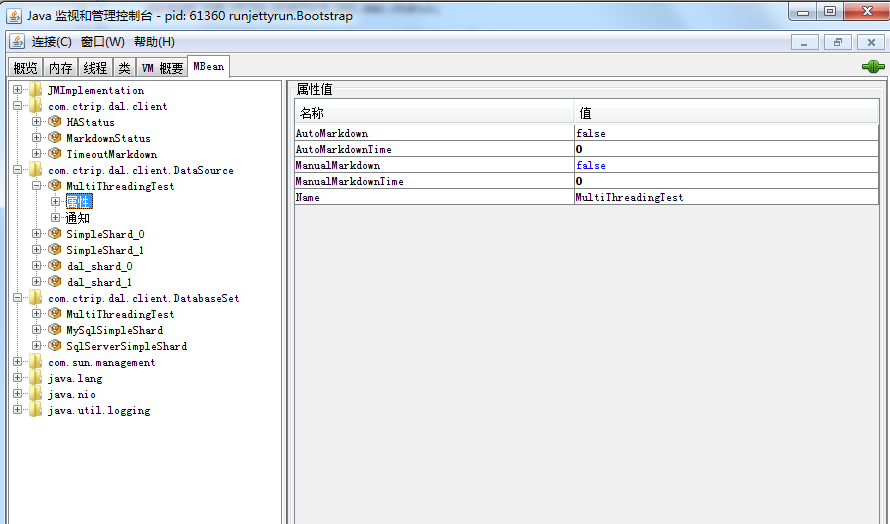 Java 监视和管理控制台 - pid: 61360 runjettyrun.Bootstrap
连接(C) 窗口(W) 帮助(H)
概览 内存 线程 类 VM 概要 MBean
JMImplementation
com.ctrip.dal.client
HAStatus
MarkdownStatus
TimeoutMarkdown
com.ctrip.dal.client.DataSource
MultiThreadingTest
属性
通知
SimpleShard_0
SimpleShard_1
dal_shard_0
dal_shard_1
com.ctrip.dal.client.DatabaseSet
MultiThreadingTest
MySqlSimpleShard
SqlServerSimpleShard
com.sun.management
java.lang
java.nio
java.util.logging
属性值
名称 值
AutoMarkdown false
AutoMarkdownTime 0
ManualMarkdown false
ManualMarkdownTime 0
Name MultiThreadingTest